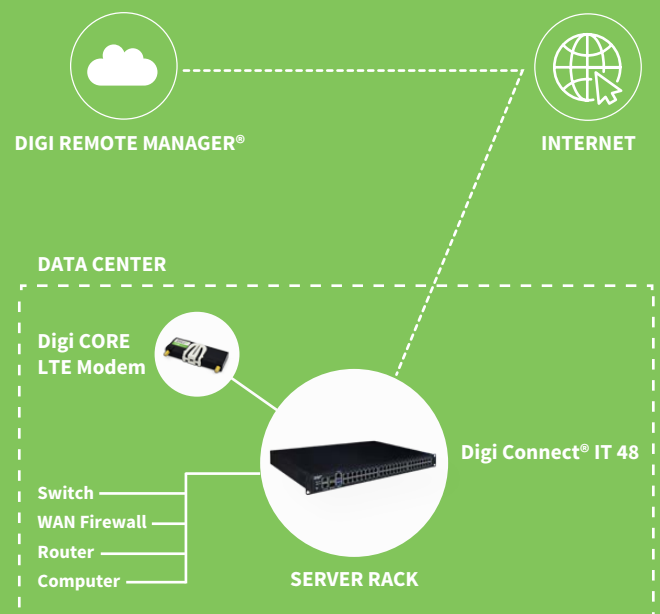 DIGI REMOTE MANAGER®
INTERNET
DATA CENTER
Digi CORE
LTE Modem
Digi Connect® IT 48
Switch
WAN Firewall
Router
Computer
SERVER RACK